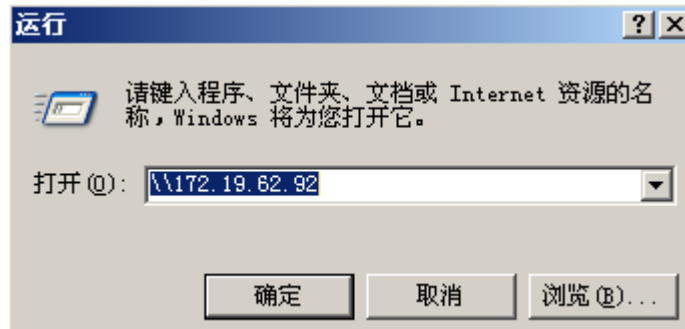 运行
请键入程序、文件夹、文档或 Internet 资源的名
称，Windows 将为您打开它。
打开(O): \\172.19.62.92
确定 取消 浏览(B)...